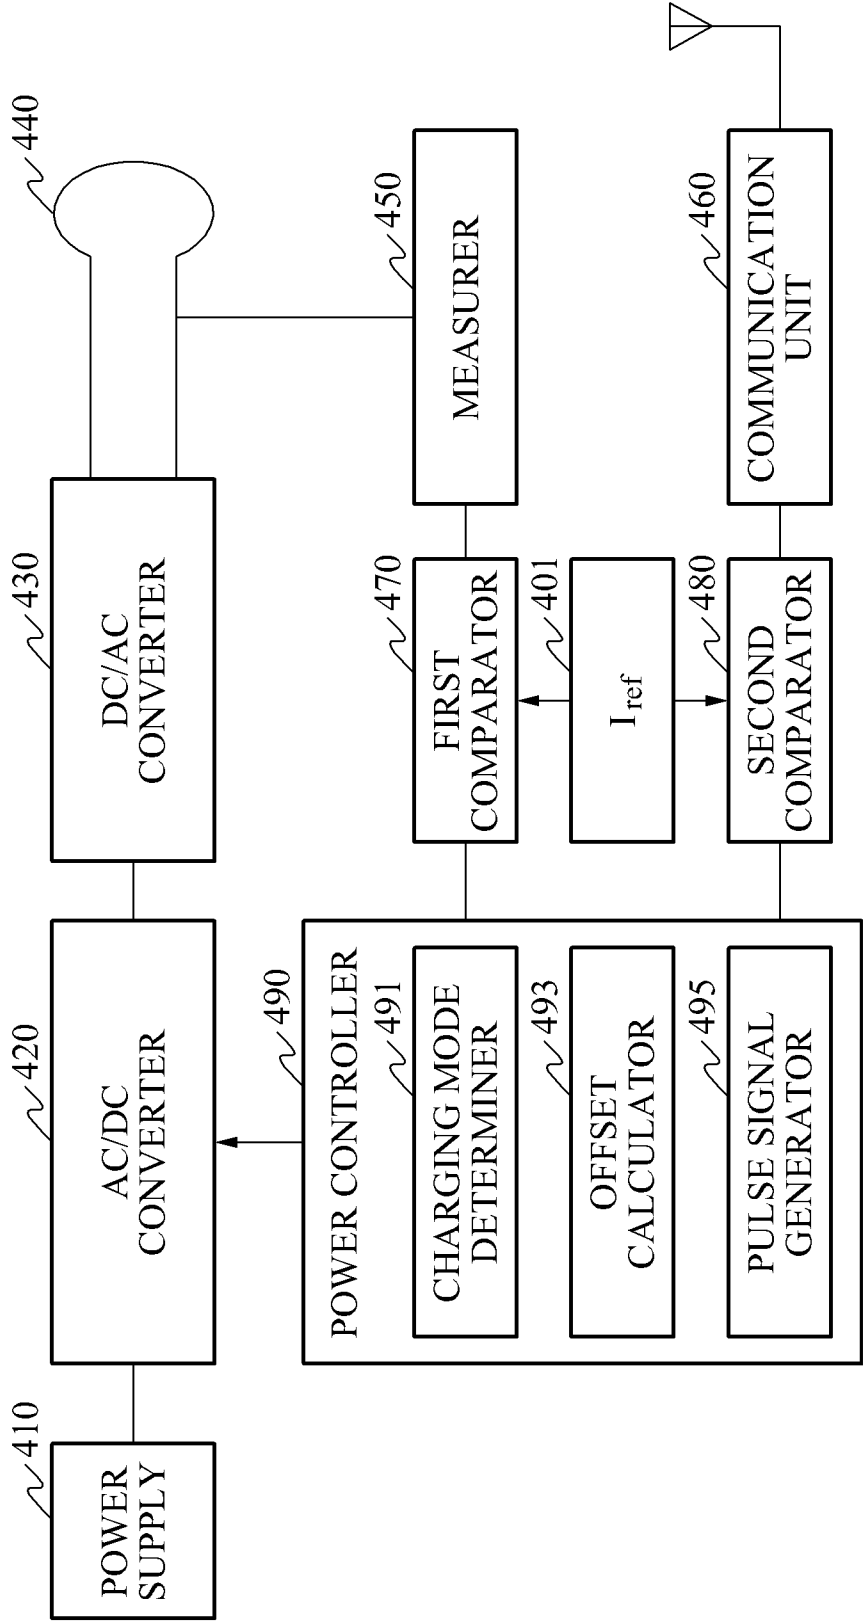 410
POWER
SUPPLY
420
AC/DC
CONVERTER
430
DC/AC
CONVERTER
440
490
POWER CONTROLLER
491
CHARGING MODE
DETERMINER
470
FIRST
COMPARATOR
450
MEASURER
493
OFFSET
CALCULATOR
401
Iref
495
PULSE SIGNAL
GENERATOR
480
SECOND
COMPARATOR
460
COMMUNICATION
UNIT